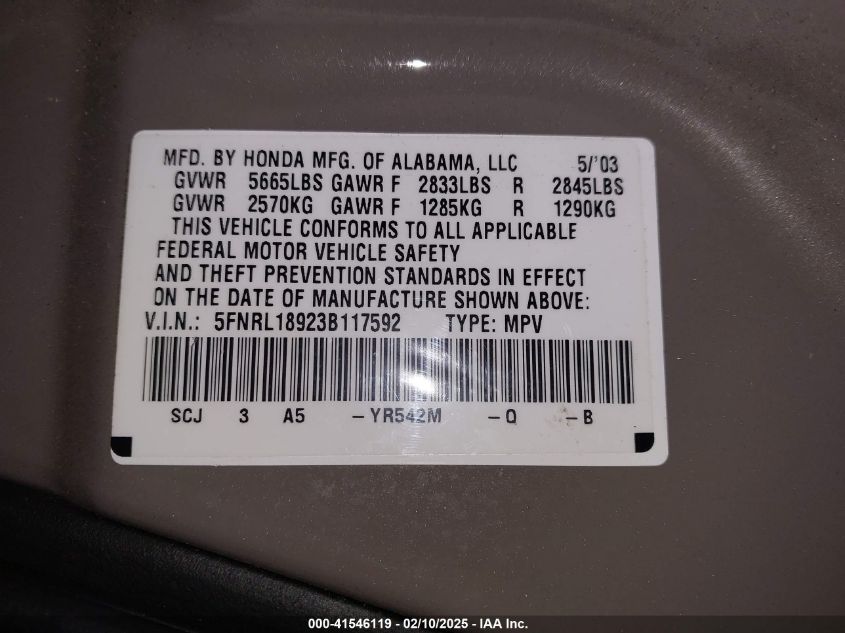 MFD. BY HONDA MFG. OF ALABAMA, LLC 5/'03
GVWR 5665LBS GAWR F 2833LBS R 2845LBS
GVWR 2570KG GAWR F 1285KG R 1290KG
THIS VEHICLE CONFORMS TO ALL APPLICABLE
FEDERAL MOTOR VEHICLE SAFETY
AND THEFT PREVENTION STANDARDS IN EFFECT
ON THE DATE OF MANUFACTURE SHOWN ABOVE:
V.I.N.: 5FNRL18923B117592 TYPE: MPV
SCJ 3 A5 -YR542M -Q -B
000-41546119 - 02/10/2025 - IAA Inc.